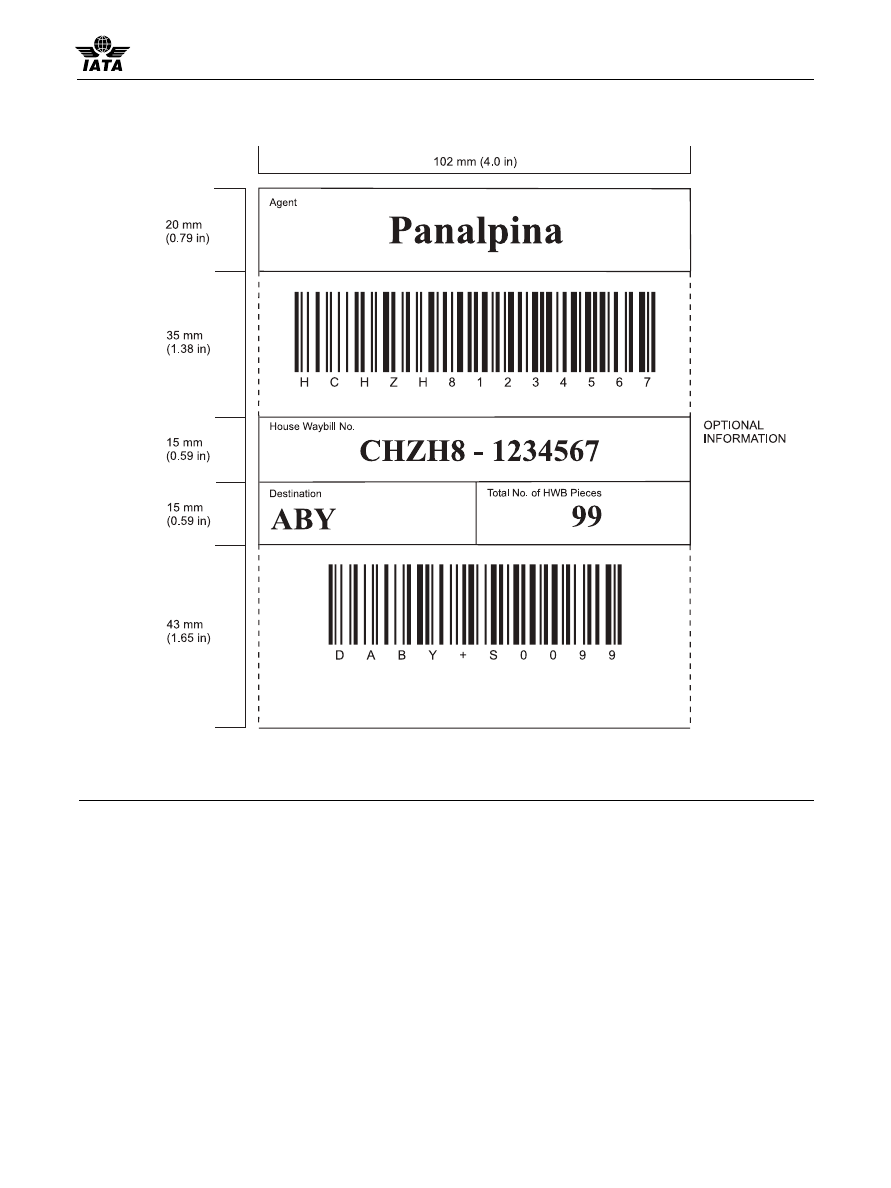 IATA
102 mm (4.0 in)
20 mm
(0.79 in)
Agent
Panalpina
35 mm
(1.38 in)
H C H Z H 8 1 2 3 4 5 6 7
15 mm
(0.59 in)
House Waybill No.
CHZH8 - 1234567
OPTIONAL
INFORMATION
15 mm
(0.59 in)
Destination
ABY
Total No. of HWB Pieces
99
43 mm
(1.65 in)
D A B Y + S 0 0 9 9